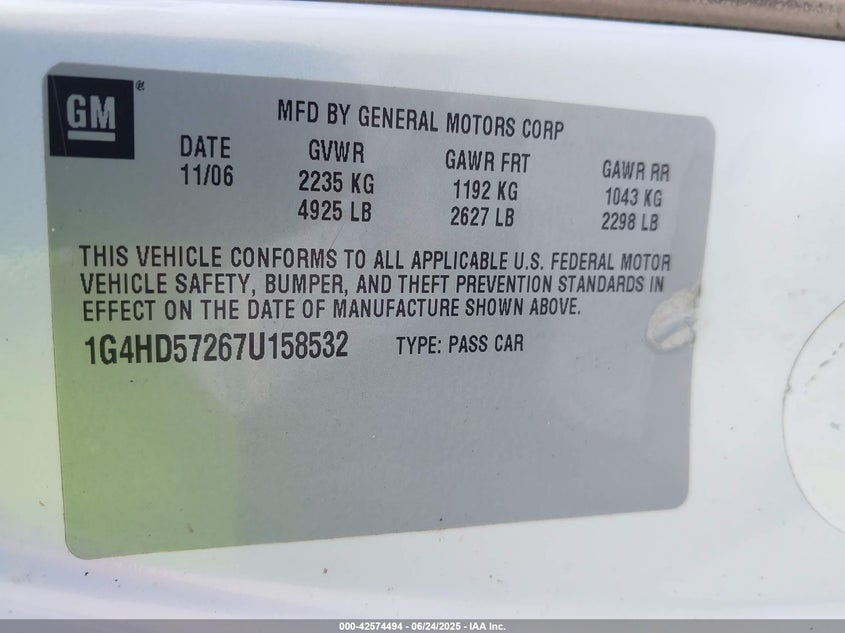 GM®
MFD BY GENERAL MOTORS CORP
DATE GVWR GAWR FRT GAWR RR
11/06 2235 KG 1192 KG 1043 KG
4925 LB 2627 LB 2298 LB
THIS VEHICLE CONFORMS TO ALL APPLICABLE U.S. FEDERAL MOTOR
VEHICLE SAFETY, BUMPER, AND THEFT PREVENTION STANDARDS IN
EFFECT ON THE DATE OF MANUFACTURE SHOWN ABOVE.
1G4HD57267U158532 TYPE: PASS CAR
000-42574494 - 06/24/2025 - IAA Inc.